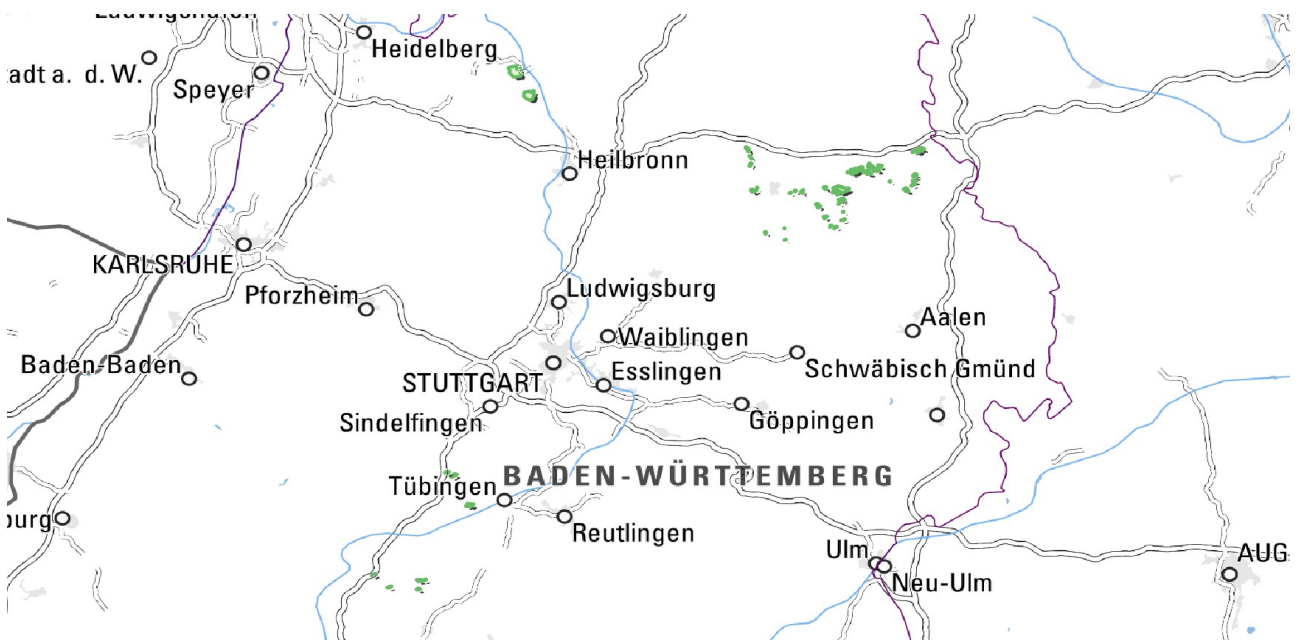 Heidelberg
adt a. d. W.
Speyer
Heilbronn
KARLSRUHE
Pforzheim
Ludwigsburg
Aalen
Waiblingen
Baden-Baden
Esslingen
Schwäbisch Gmünd
STUTTGART
Sindelfingen
Göppingen
BADEN-WÜRTTEMBERG
Tübingen
burg
Reutlingen
Ulm
AUG
Neu-Ulm